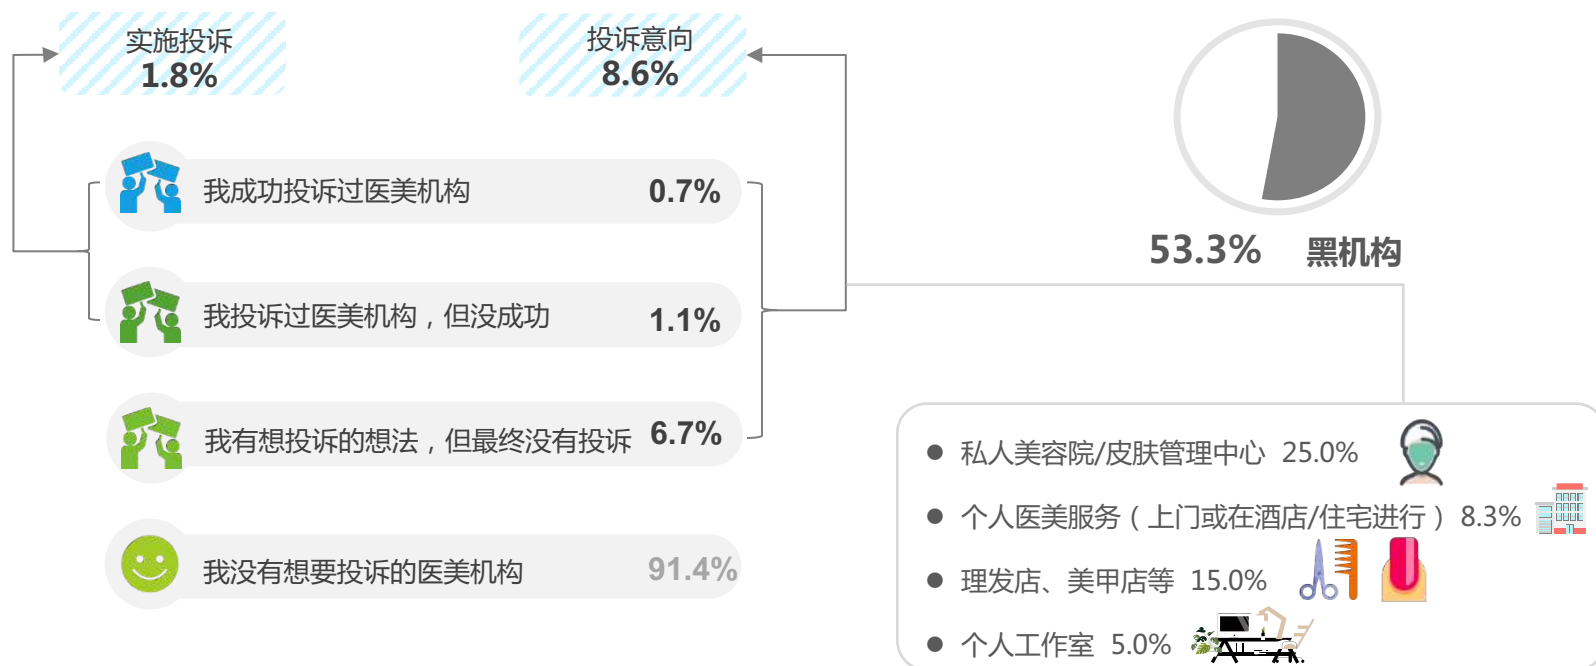 实施投诉
1.8%
投诉意向
8.6%
我成功投诉过医美机构 0.7%
我投诉过医美机构，但没成功 1.1%
我有想投诉的想法，但最终没有投诉 6.7%
我没有想要投诉的医美机构 91.4%
53.3% 黑机构
● 私人美容院/皮肤管理中心 25.0%
● 个人医美服务（上门或在酒店/住宅进行）8.3%
● 理发店、美甲店等 15.0%
● 个人工作室 5.0%